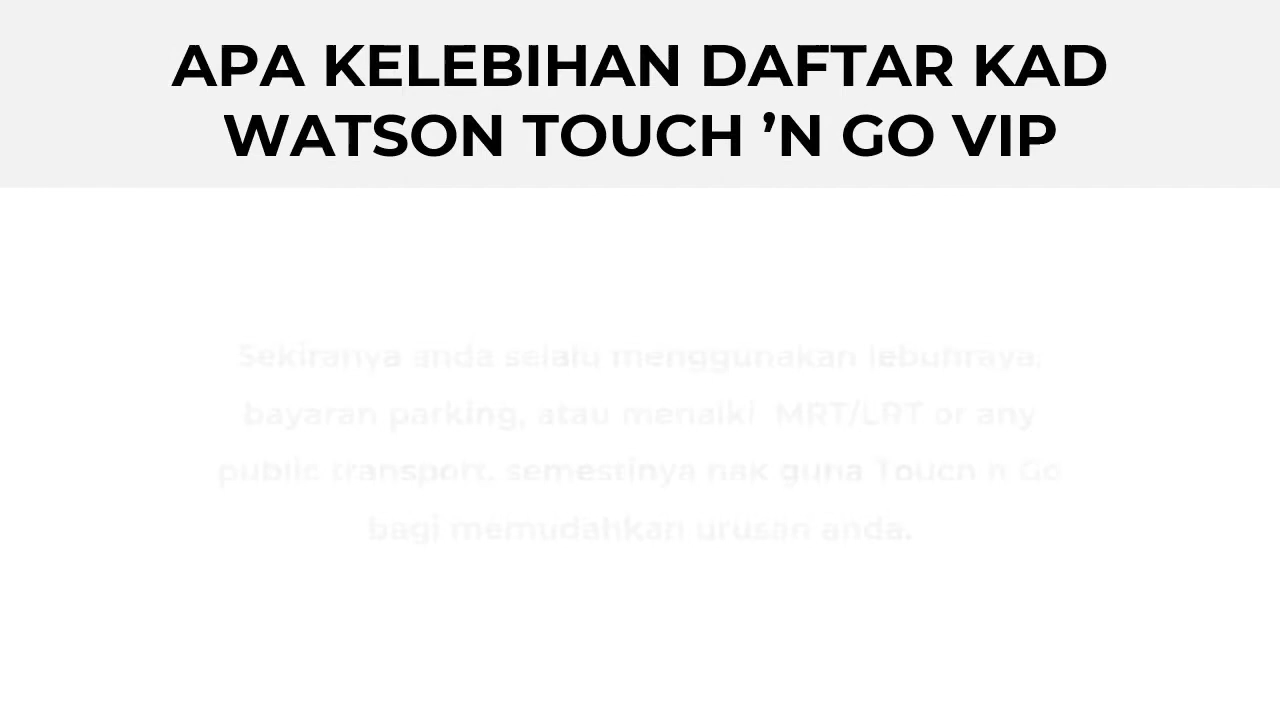 APA KELEBIHAN DAFTAR KAD
WATSON TOUCH ’N GO VIP
Sekiranya anda selalu menggunakan lebuhraya,
bayaran parking, atau menaiki MRT/LRT or any
public transport, semestinya nak guna Touch n Go
bagi memudahkan urusan anda.